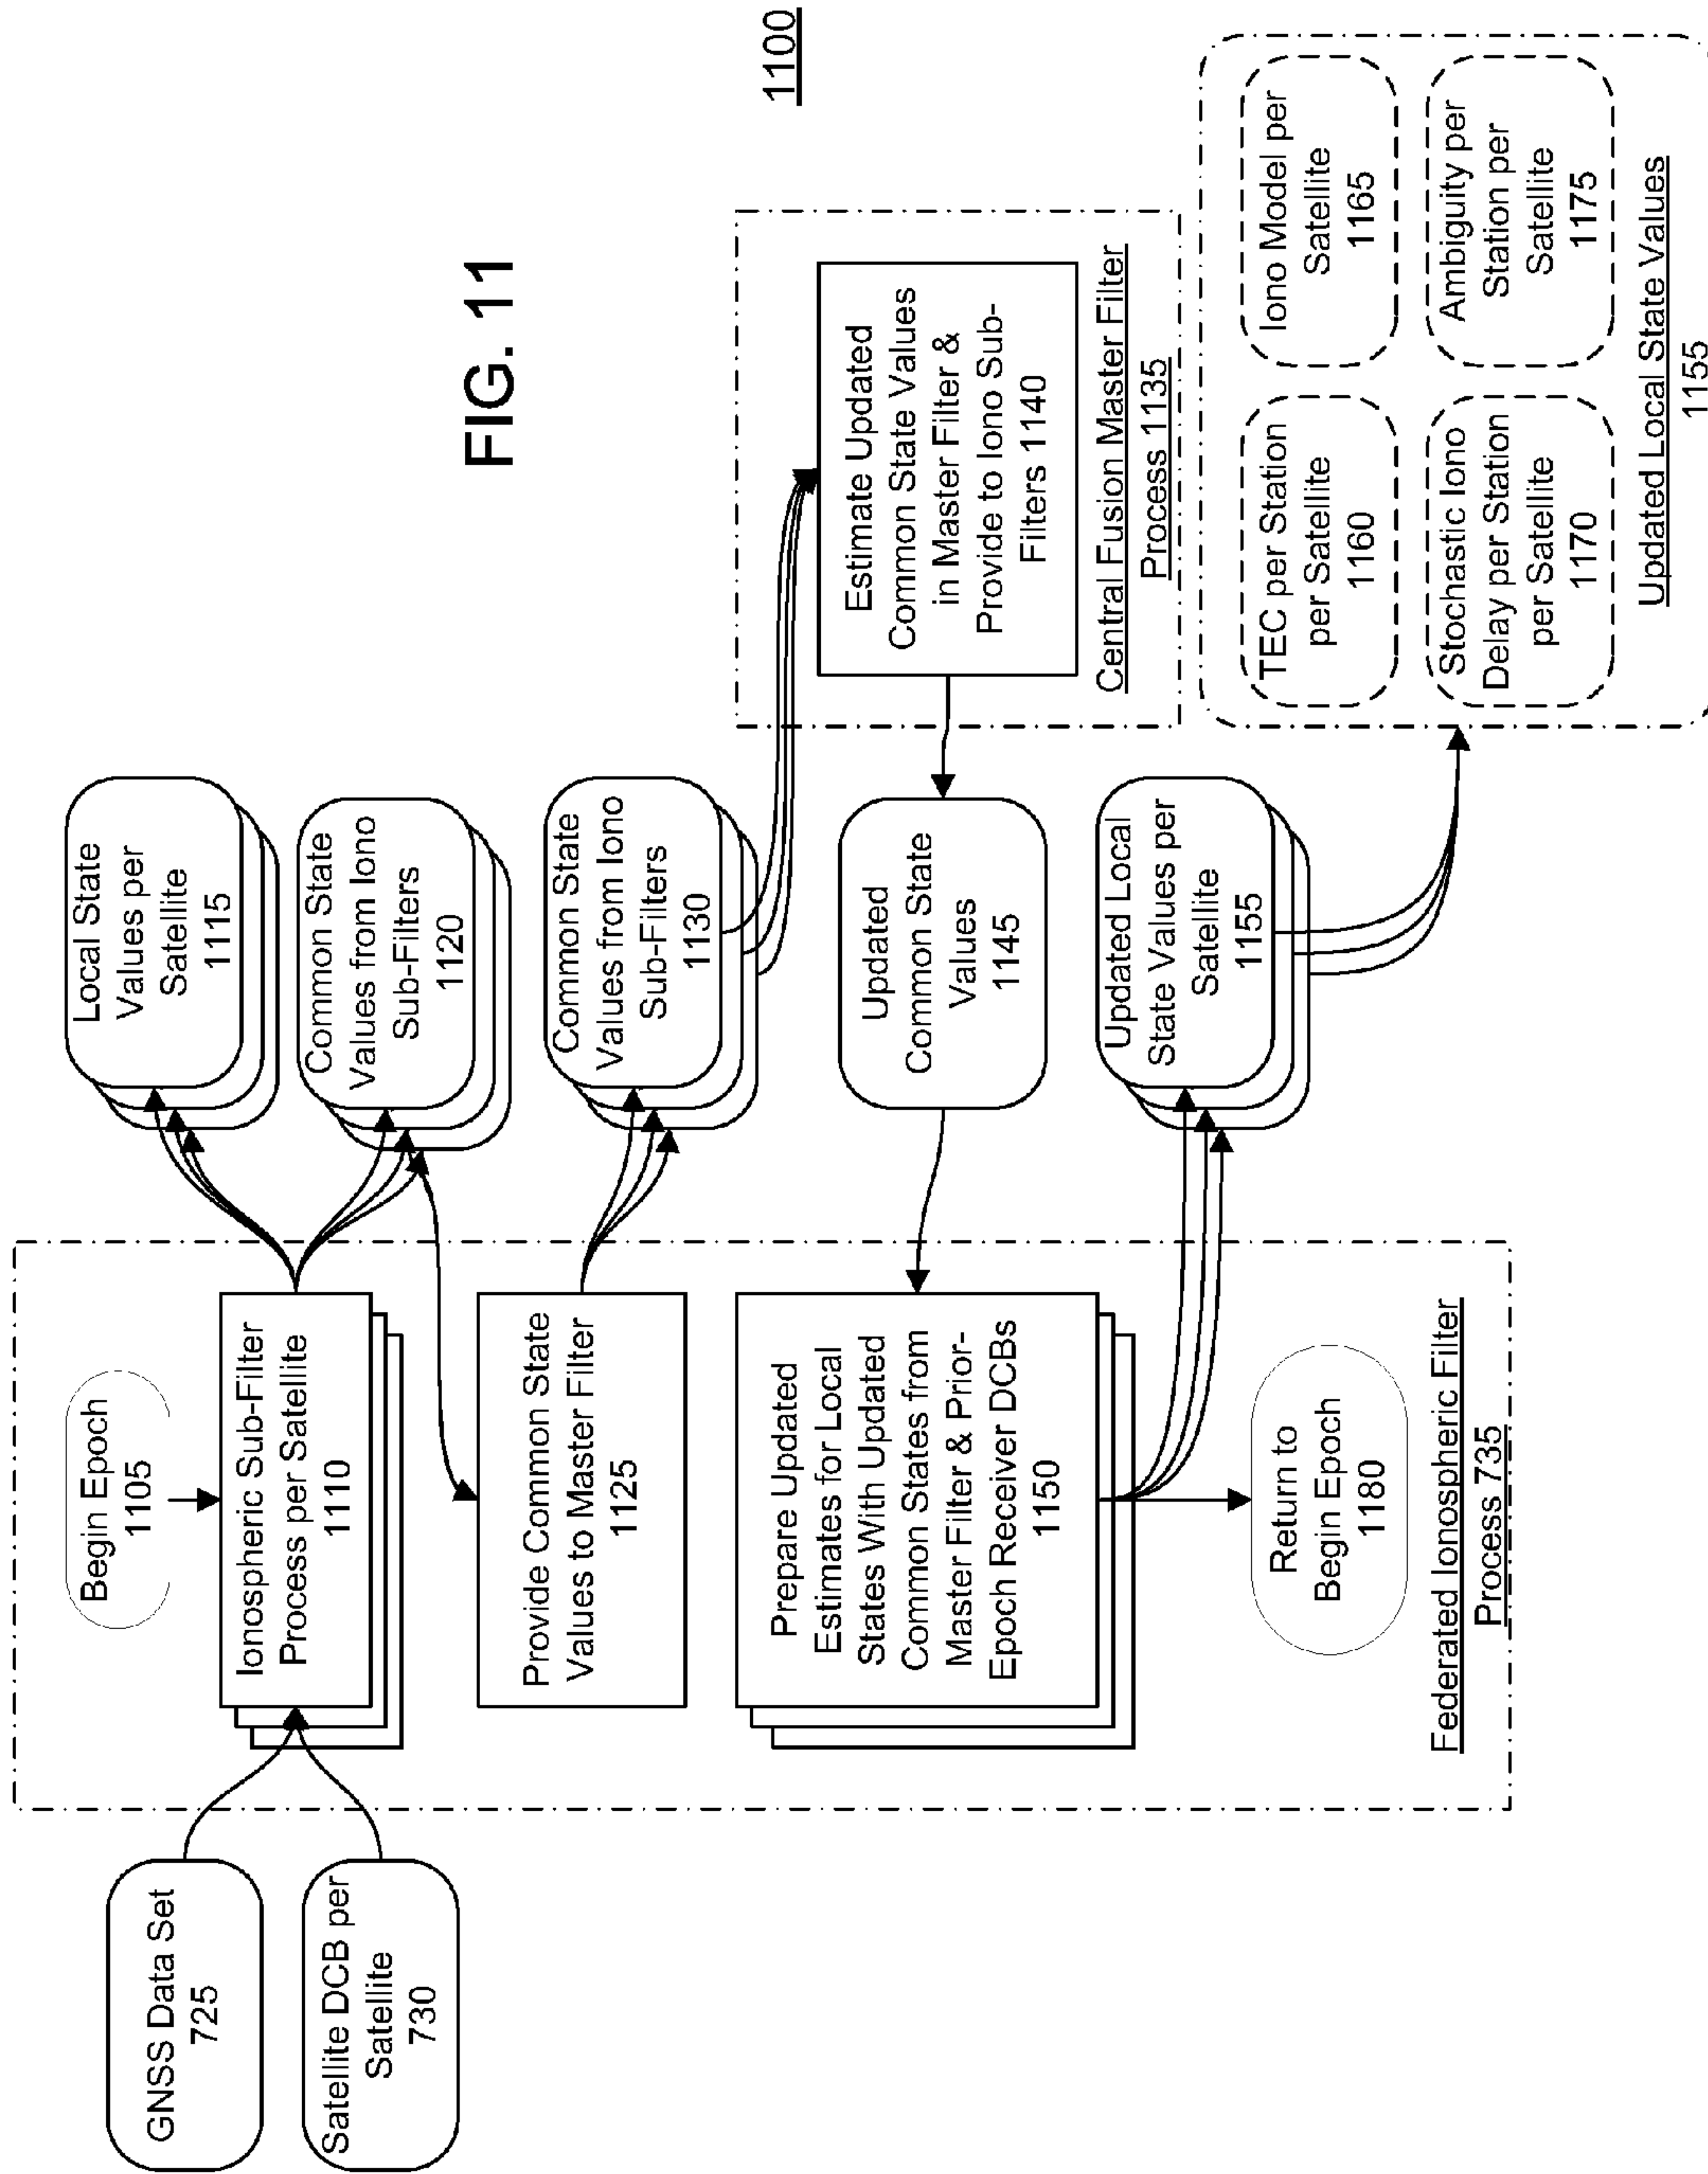 FIG. 11
1100
GNSS Data Set
725
Satellite DCB per
Satellite
730
Begin Epoch
1105
Ionospheric Sub-Filter
Process per Satellite
1110
Local State
Values per
Satellite
1115
Common State
Values from Iono
Sub-Filters
1120
Provide Common State
Values to Master Filter
1125
Common State
Values from Iono
Sub-Filters
1130
Estimate Updated
Common State Values
in Master Filter &
Provide to Iono Sub-
Filters 1140
Central Fusion Master Filter
Process 1135
Updated
Common State
Values
1145
Prepare Updated
Estimates for Local
States With Updated
Common States from
Master Filter & Prior-
Epoch Receiver DCBs
1150
Updated Local
State Values per
Satellite
1155
Return to
Begin Epoch
1180
Federated Ionospheric Filter
Process 735
TEC per Station
per Satellite
1160
Iono Model per
Satellite
1165
Stochastic Iono
Delay per Station
per Satellite
1170
Ambiguity per
Station per
Satellite
1175
Updated Local State Values
1155